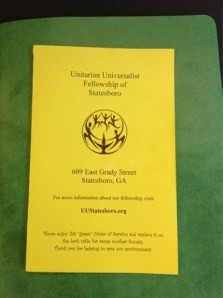 Unitarian Universalist
Fellowship of
Statesboro
609 East Grady Street
Statesboro, GA
For more information about our fellowship visit:
UUStatesboro.org
Please enjoy this "green" Order of Service and replace it on
the back table for reuse another Sunday.
Thank you for helping to save our environment.